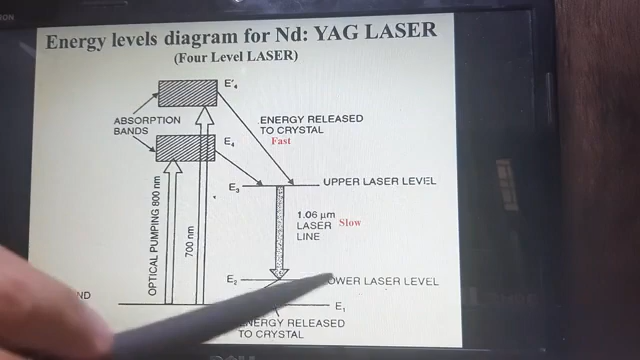 Energy levels diagram for Nd: YAG LASER
(Four Level LASER)
E'₄
ABSORPTION
BANDS
ENERGY RELEASED
TO CRYSTAL
Fast
E₄
E₃
UPPER LASER LEVEL
OPTICAL PUMPING 800 nm
700 nm
1.06 μm
LASER
LINE
Slow
E₂
LASER LEVEL
E₁
RELEASED
TO CRYSTAL